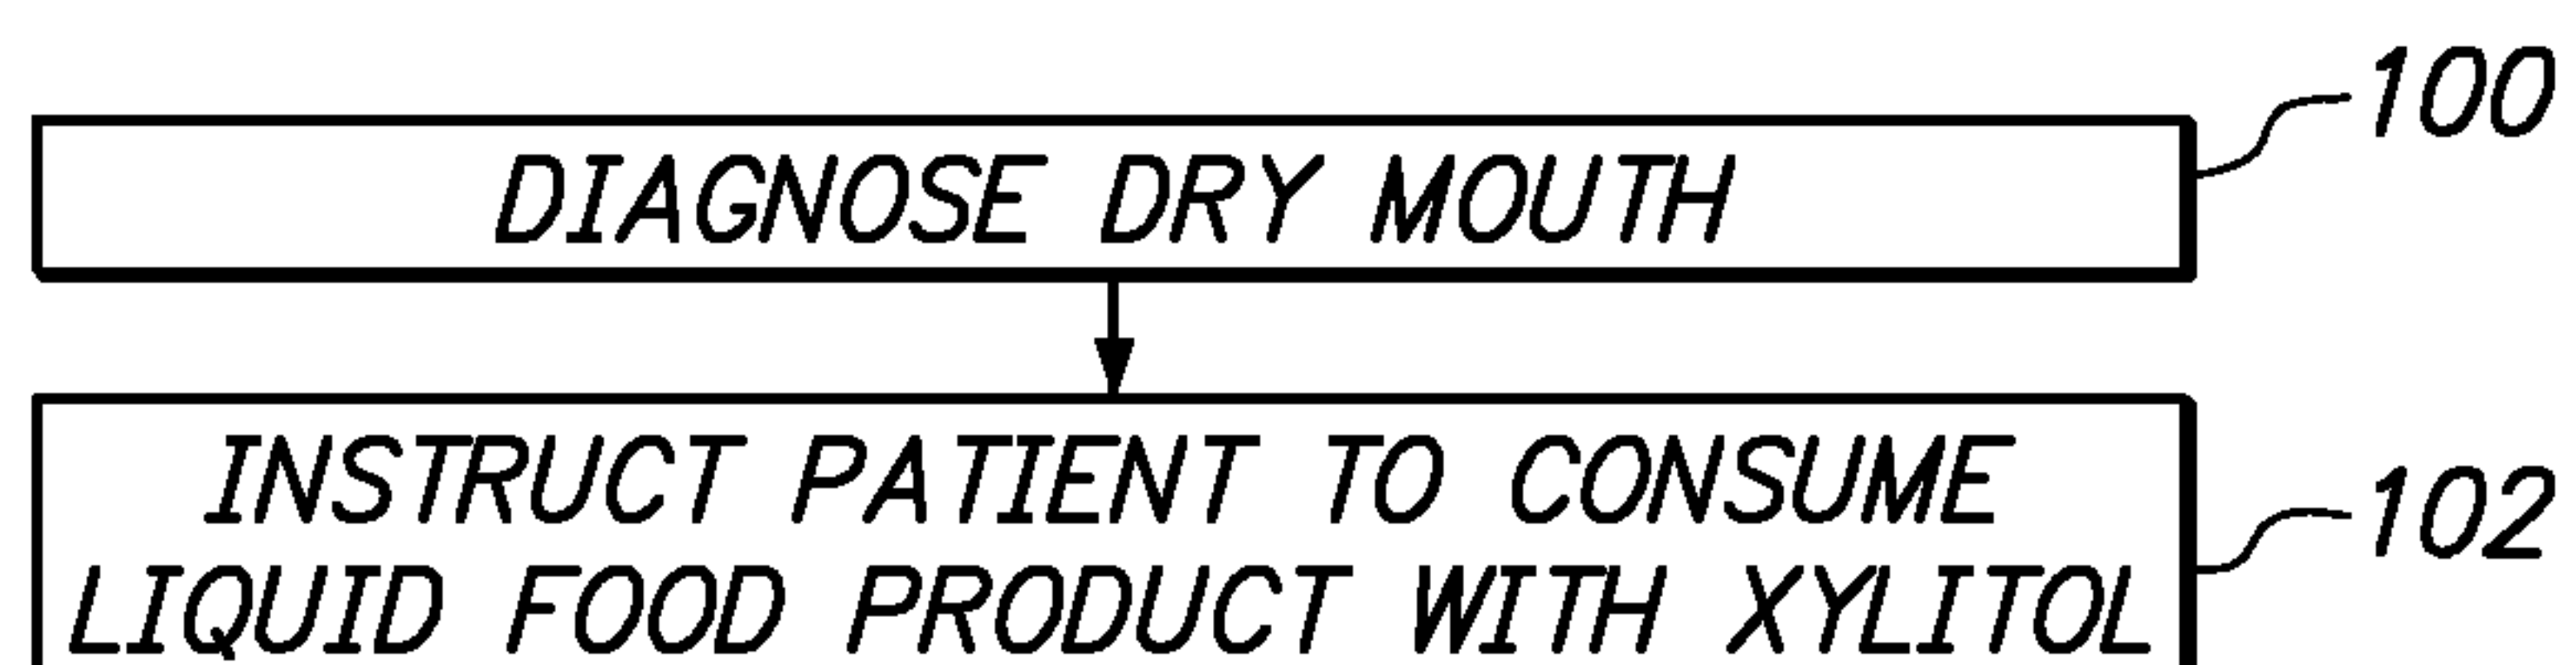 100
DIAGNOSE DRY MOUTH
INSTRUCT PATIENT TO CONSUME
102
LIQUID FOOD PRODUCT WITH XYLITOL